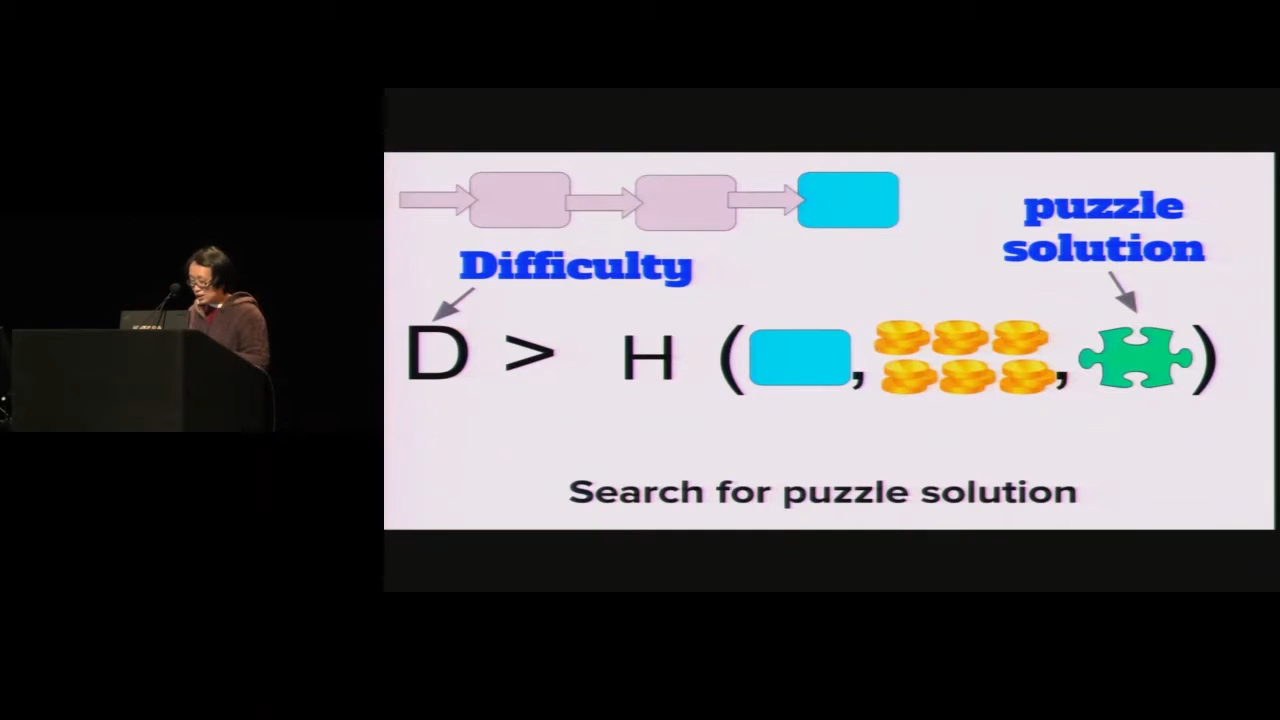 puzzle
solution
Difficulty
D > H ( , , )
Search for puzzle solution